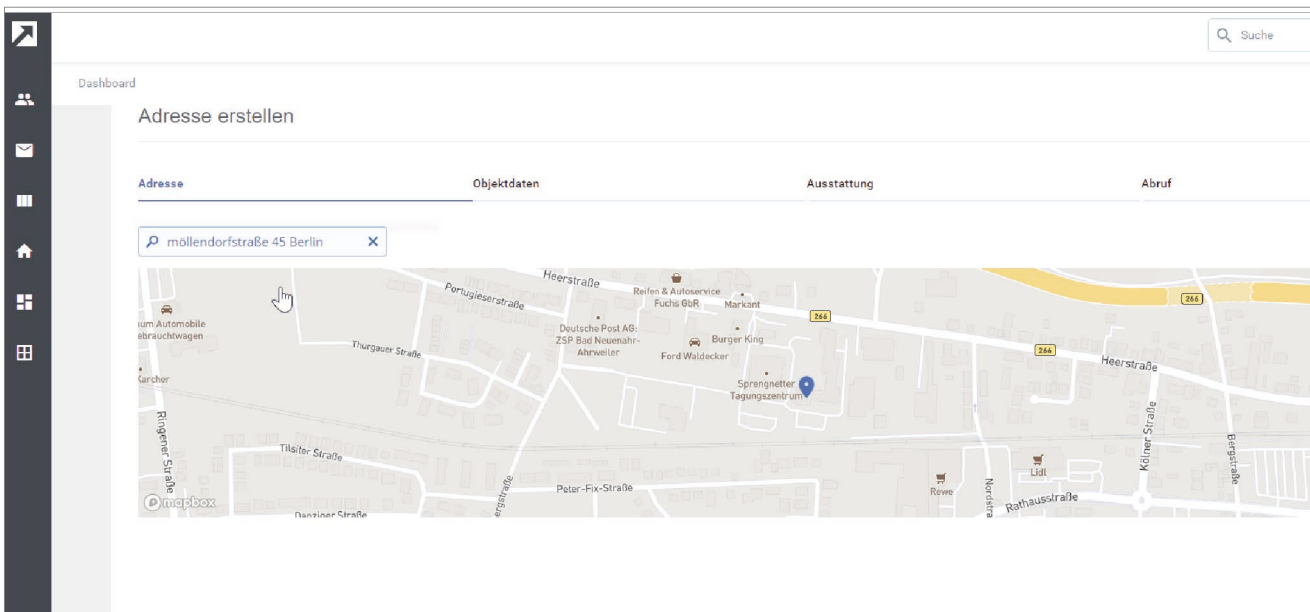 Suche
Dashboard
Adresse erstellen
Adresse
Objektdaten
Ausstattung
Abruf
möllendorfstraße 45 Berlin
Heerstraße
Portugieserstraße
Reifen & Autoservice
Fuchs GbR
Markant
266
266
um Automobile
ebrauchtwagen
Deutsche Post AG:
ZSP Bad Neuenahr-
Ahrweiler
Burger King
Ford Waldecker
Thurgauer Straße
266
Heerstraße
Karcher
Sprengnetter
Tagungszentrum
Ringener Straße
Kölner Straße
Bergstraße
Tilsiter Straße
Lidl
Rewe
Peter-Fix-Straße
ergstraße
Nordstra
Rathausstraße
mapbox
Danziger Straße